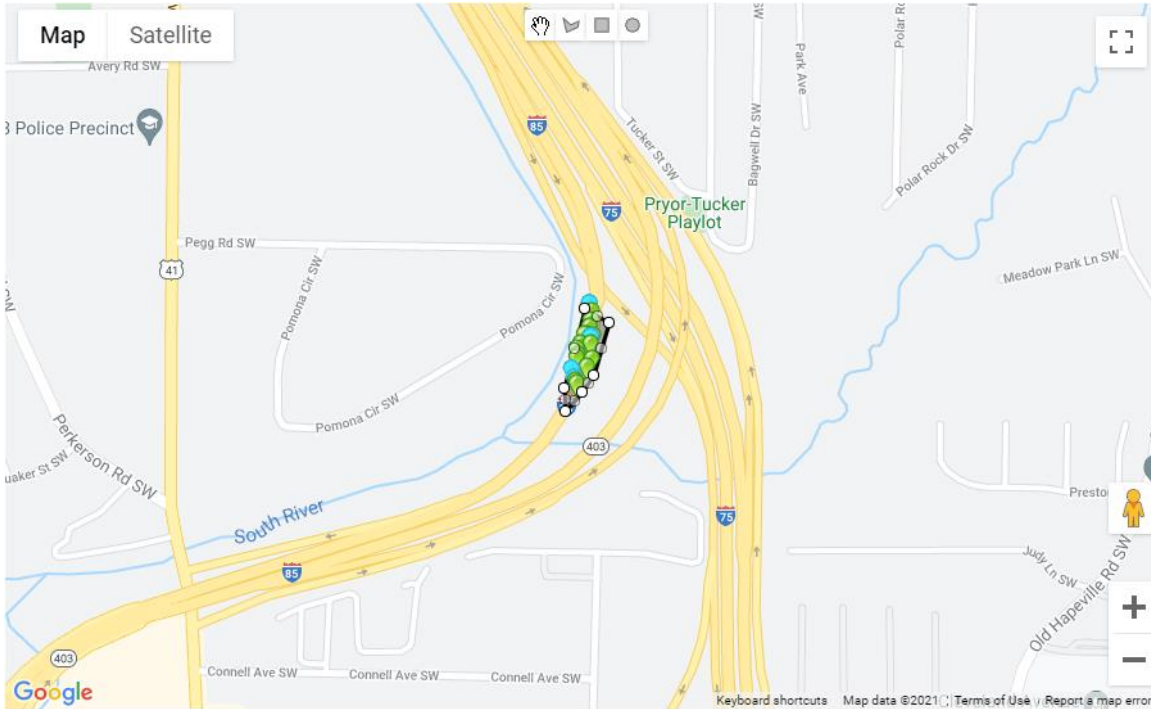 Map
Satellite
Avery Rd SW
3 Police Precinct
85
Tucker St SW
Park Ave
Bagwell Dr SW
Polar Rock Dr SW
75
Pryor-Tucker
Playlot
Pegg Rd SW
41
Pomona Cir SW
Pomona Cir SW
Meadow Park Ln SW
Pomona Cir SW
Perkerson Rd SW
403
South River
75
85
Judy Ln SW
Old Hapeville Rd SW
403
Connell Ave SW
Connell Ave SW
Connell Ave SW
Google
Keyboard shortcuts
Map data ©2021
Terms of Use
Report a map error